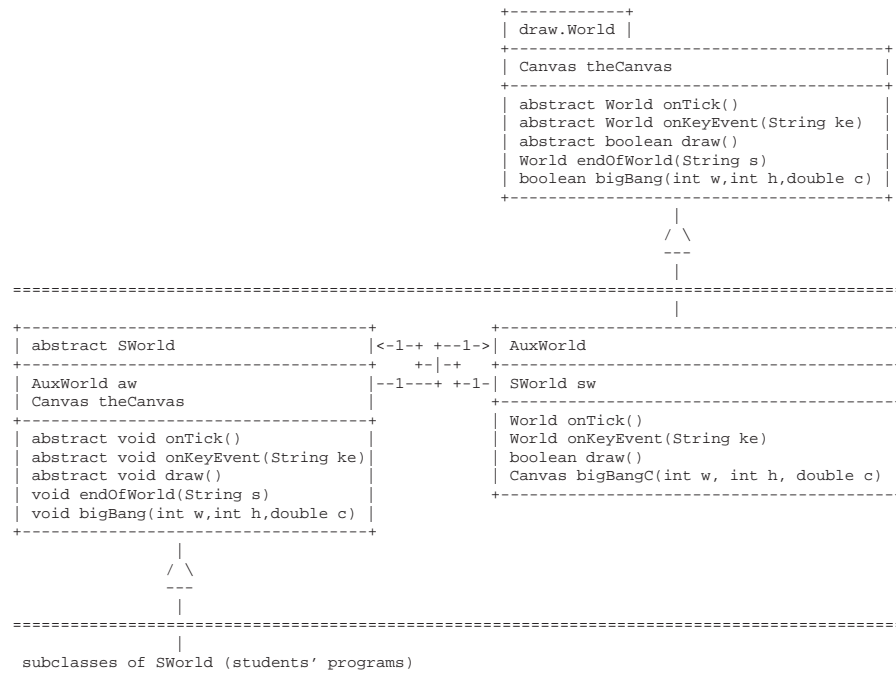 +------------+
| draw.World |
+---------------------------------------+
| Canvas theCanvas |
+---------------------------------------+
| abstract World onTick() |
| abstract World onKeyEvent(String ke) |
| abstract boolean draw() |
| World endOfWorld(String s) |
| boolean bigBang(int w,int h,double c) |
+---------------------------------------+
|
/ \
---
|
===========================================================================================
|
+-------------------------------------+ +------------------------------------------
| abstract SWorld |<-1-+ +--1->| AuxWorld
+-------------------------------------+ +-|-+ +------------------------------------------
| AuxWorld aw |--1---+ +-1-| SWorld sw
| Canvas theCanvas | +------------------------------------------
+-------------------------------------+ | World onTick()
| abstract void onTick() | | World onKeyEvent(String ke)
| abstract void onKeyEvent(String ke)| | boolean draw()
| abstract void draw() | | Canvas bigBangC(int w, int h, double c)
| void endOfWorld(String s) | +------------------------------------------
| void bigBang(int w,int h,double c) |
+-------------------------------------+
|
/ \
---
|
===========================================================================================
|
subclasses of SWorld (students' programs)